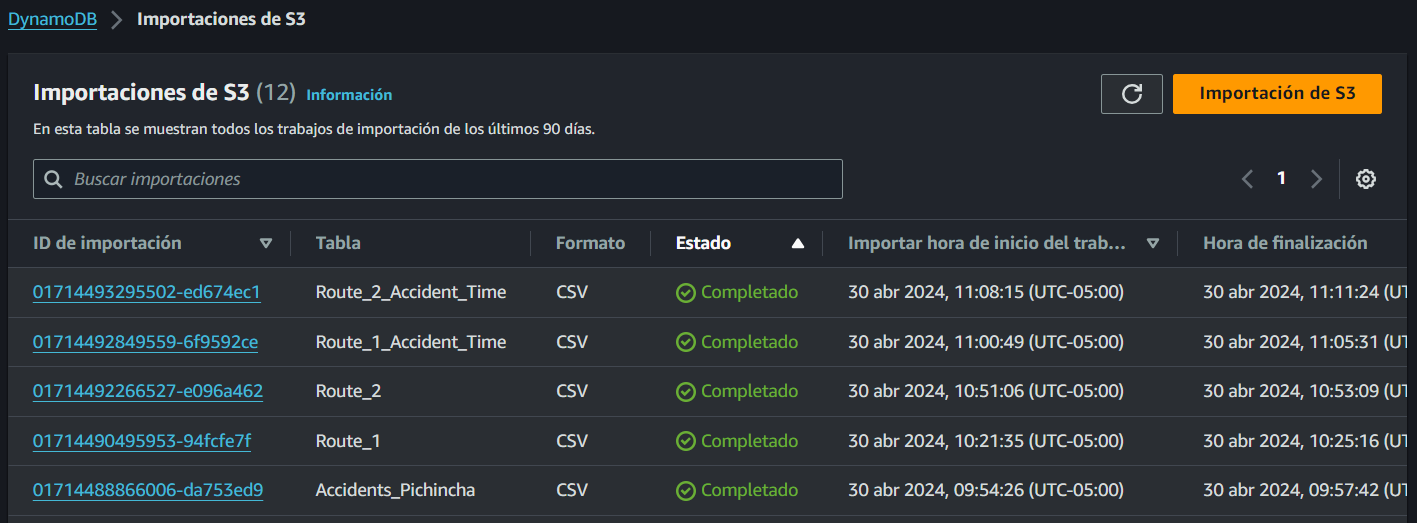 DynamoDB > Importaciones de S3
Importaciones de S3 (12) Información
Importación de S3
En esta tabla se muestran todos los trabajos de importación de los últimos 90 días.
Buscar importaciones
1
ID de importación Tabla Formato Estado Importar hora de inicio del trab... Hora de finalización
01714493295502-ed674ec1 Route_2_Accident_Time CSV Completado 30 abr 2024, 11:08:15 (UTC-05:00) 30 abr 2024, 11:11:24 (UT
01714492849559-6f9592ce Route_1_Accident_Time CSV Completado 30 abr 2024, 11:00:49 (UTC-05:00) 30 abr 2024, 11:05:31 (UT
01714492266527-e096a462 Route_2 CSV Completado 30 abr 2024, 10:51:06 (UTC-05:00) 30 abr 2024, 10:53:09 (UT
01714490495953-94fcfe7f Route_1 CSV Completado 30 abr 2024, 10:21:35 (UTC-05:00) 30 abr 2024, 10:25:16 (UT
01714488866006-da753ed9 Accidents_Pichincha CSV Completado 30 abr 2024, 09:54:26 (UTC-05:00) 30 abr 2024, 09:57:42 (UT